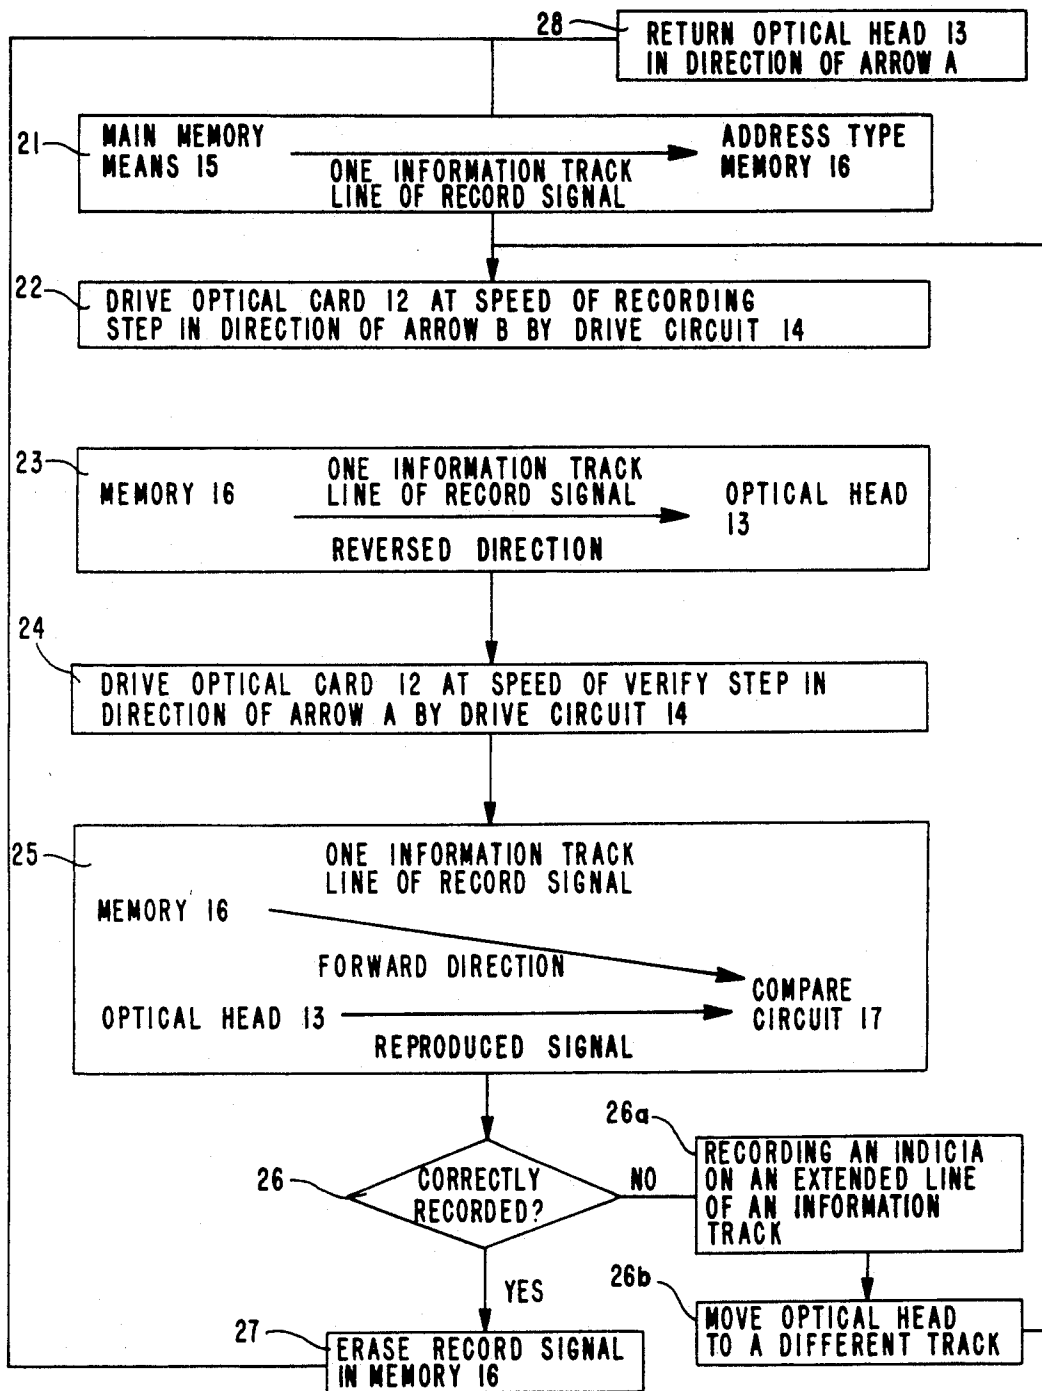 28
RETURN OPTICAL HEAD 13
IN DIRECTION OF ARROW A
21
MAIN MEMORY
MEANS 15
ADDRESS TYPE
MEMORY 16
ONE INFORMATION TRACK
LINE OF RECORD SIGNAL
22
DRIVE OPTICAL CARD 12 AT SPEED OF RECORDING
STEP IN DIRECTION OF ARROW B BY DRIVE CIRCUIT 14
23
ONE INFORMATION TRACK
LINE OF RECORD SIGNAL
MEMORY 16
OPTICAL HEAD
13
REVERSED DIRECTION
24
DRIVE OPTICAL CARD 12 AT SPEED OF VERIFY STEP IN
DIRECTION OF ARROW A BY DRIVE CIRCUIT 14
25
ONE INFORMATION TRACK
LINE OF RECORD SIGNAL
MEMORY 16
FORWARD DIRECTION
COMPARE
CIRCUIT 17
OPTICAL HEAD 13
REPRODUCED SIGNAL
26
CORRECTLY
RECORDED?
NO
26a
RECORDING AN INDICIA
ON AN EXTENDED LINE
OF AN INFORMATION
TRACK
YES
26b
MOVE OPTICAL HEAD
TO A DIFFERENT TRACK
27
ERASE RECORD SIGNAL
IN MEMORY 16